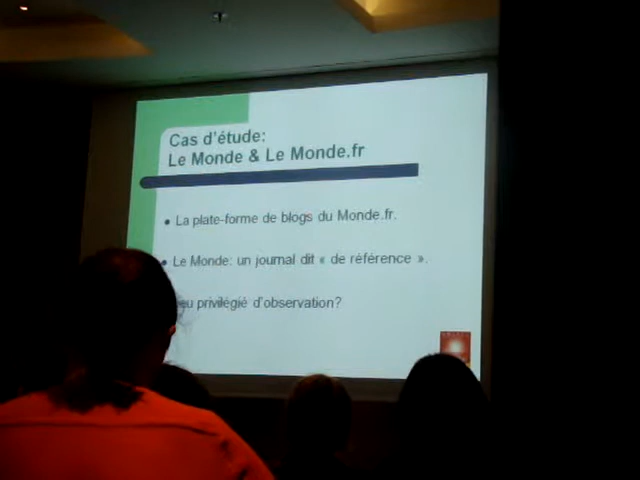 Cas d'étude:
Le Monde & Le Monde.fr
• La plate-forme de blogs du Monde.fr.
• Le Monde: un journal dit « de référence ».
privilégié d'observation?